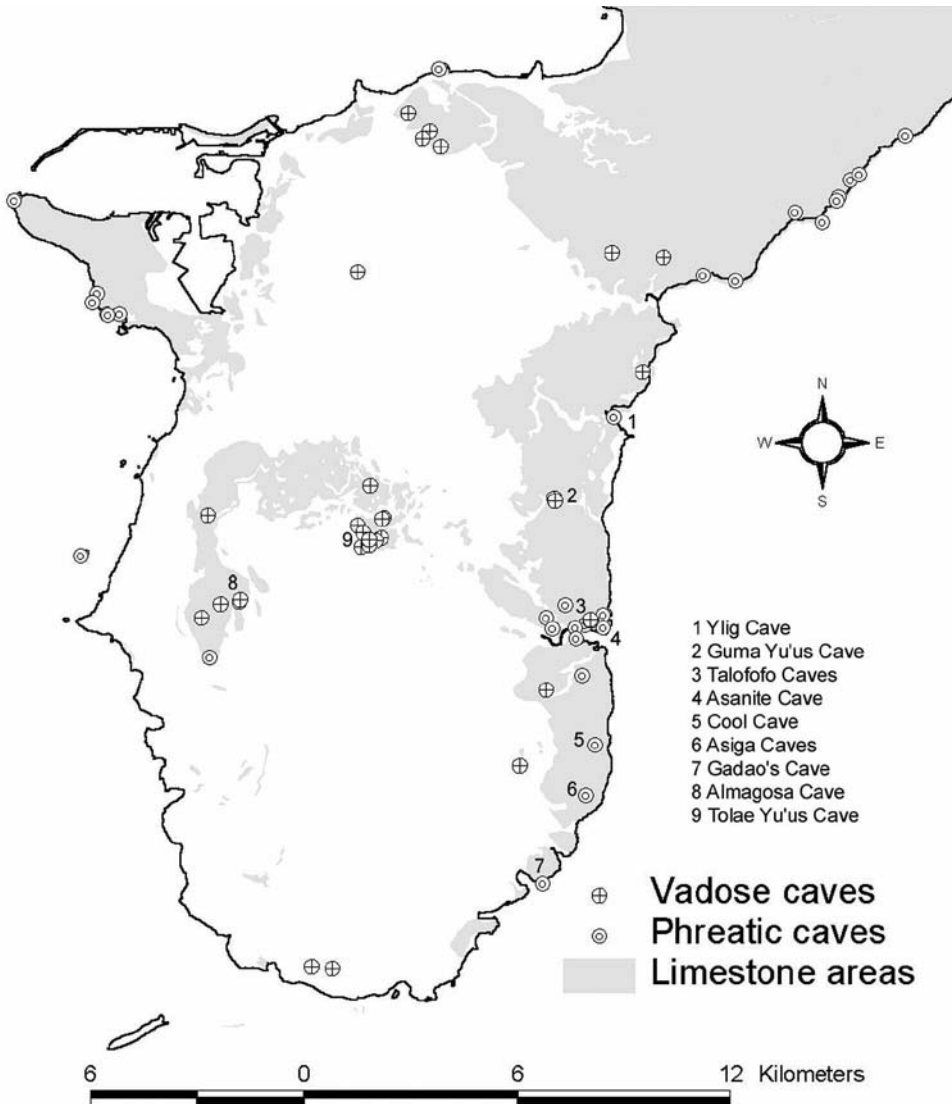 N
W E
S
1
2
9
8
3
4
5
6
7
1 Ylig Cave
2 Guma Yu'us Cave
3 Talofofo Caves
4 Asanite Cave
5 Cool Cave
6 Asiga Caves
7 Gadao's Cave
8 Almagosa Cave
9 Tolae Yu'us Cave
Vadose caves
Phreatic caves
Limestone areas
6 0 6 12 Kilometers